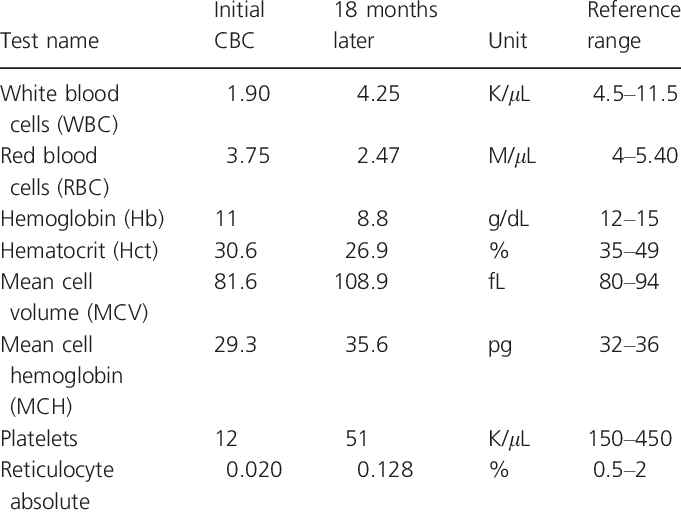 Initial 18 months Reference
Test name CBC later Unit range
White blood 1.90 4.25 K/μL 4.5–11.5
cells (WBC)
Red blood 3.75 2.47 M/μL 4–5.40
cells (RBC)
Hemoglobin (Hb) 11 8.8 g/dL 12–15
Hematocrit (Hct) 30.6 26.9 % 35–49
Mean cell 81.6 108.9 fL 80–94
volume (MCV)
Mean cell 29.3 35.6 pg 32–36
hemoglobin
(MCH)
Platelets 12 51 K/μL 150–450
Reticulocyte 0.020 0.128 % 0.5–2
absolute